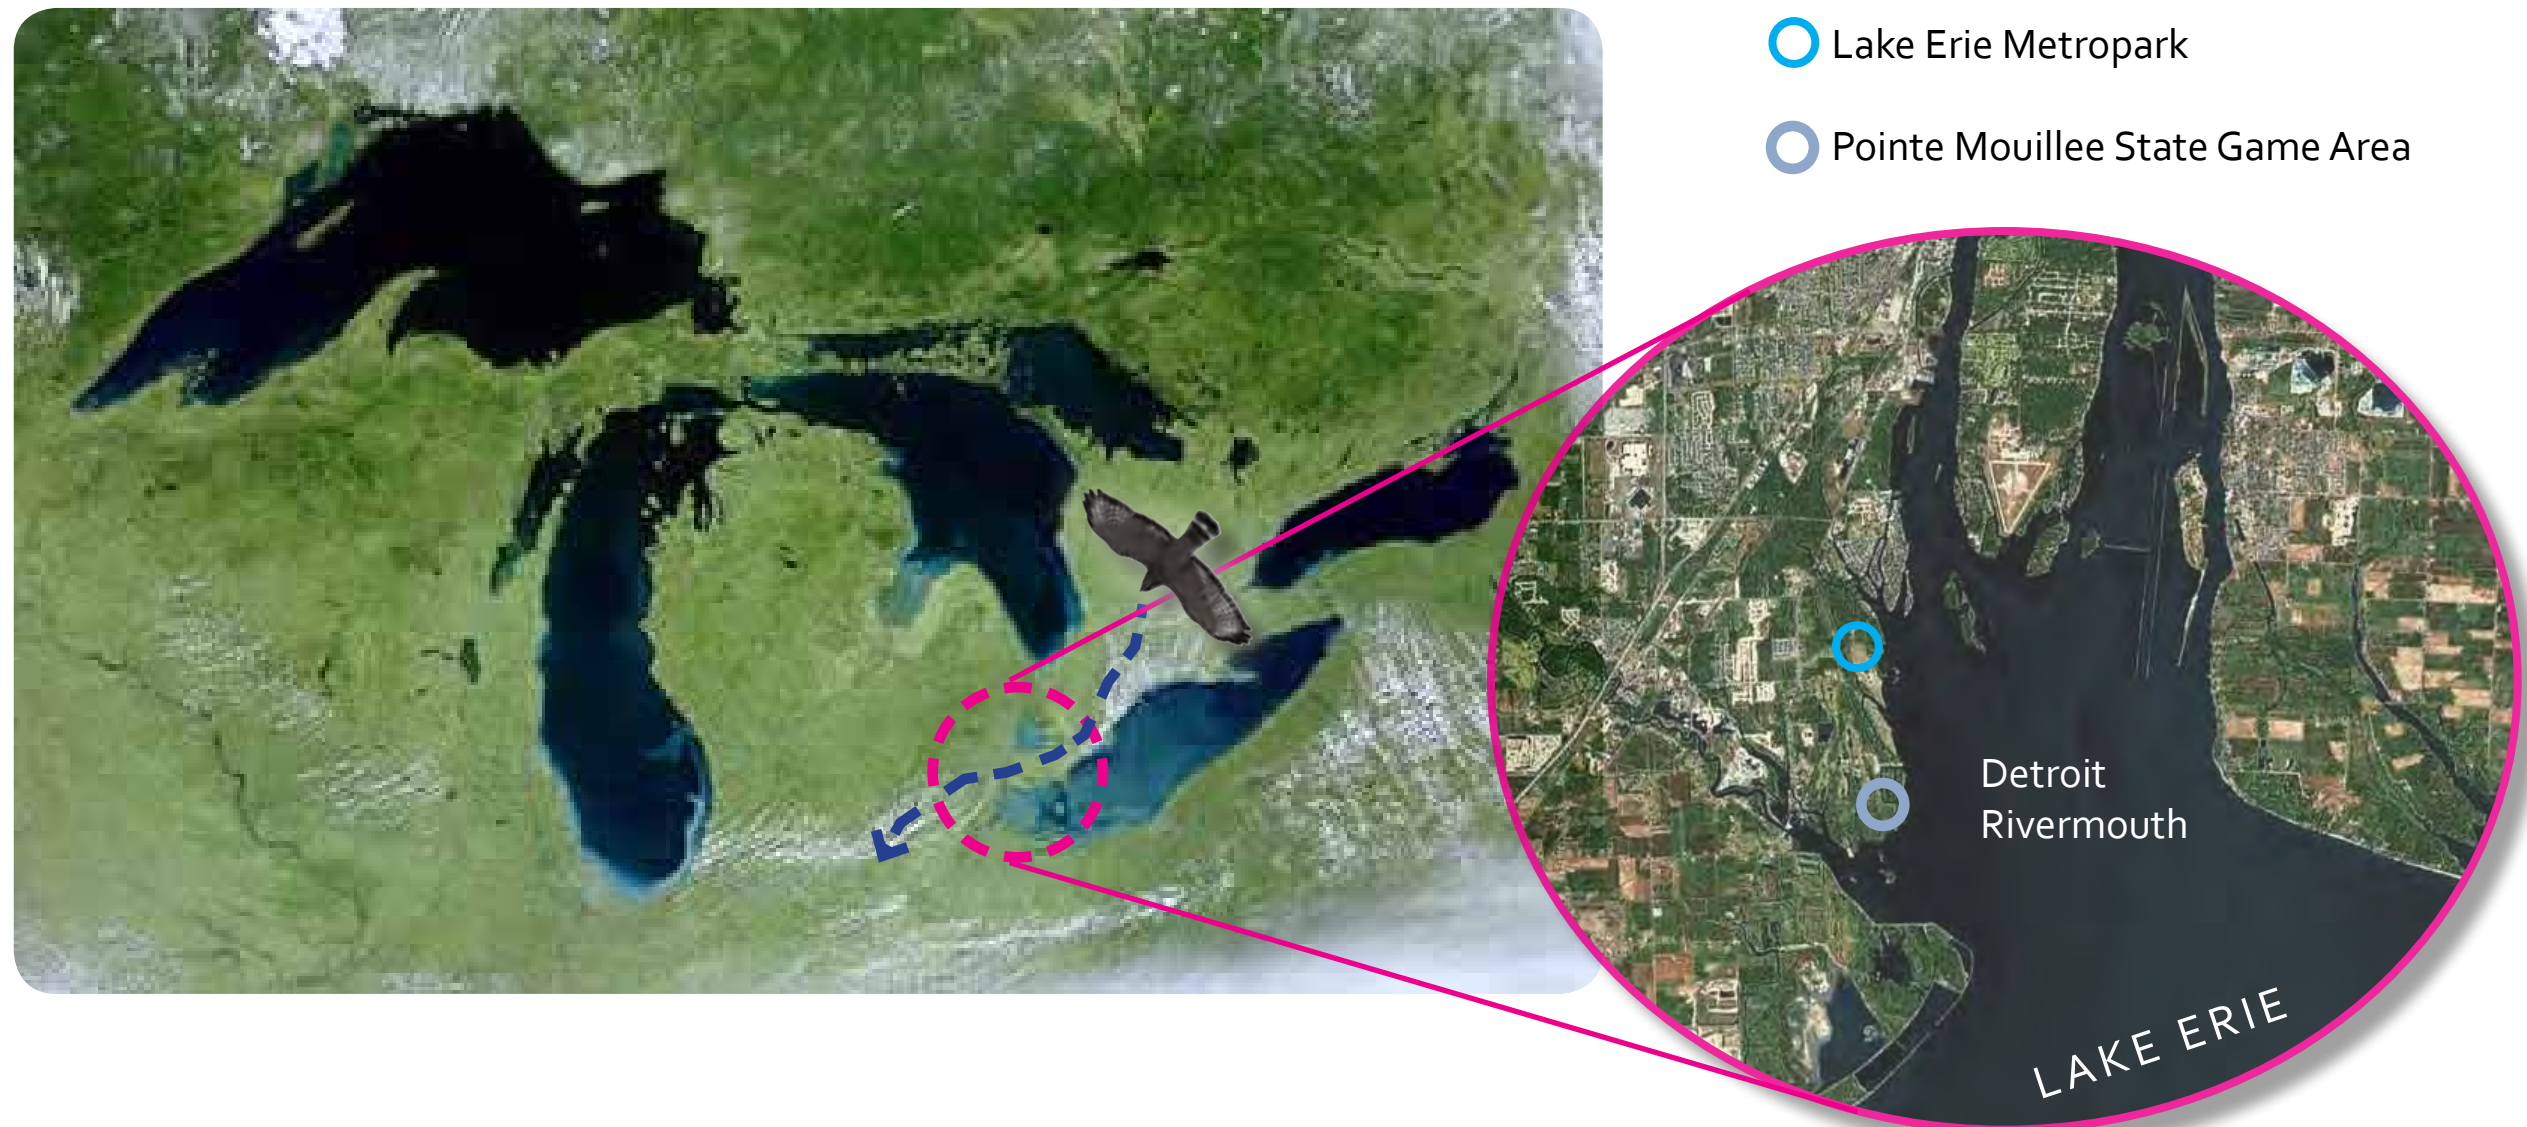 Lake Erie Metropark
Pointe Mouillee State Game Area
Detroit
Rivermouth
LAKE ERIE